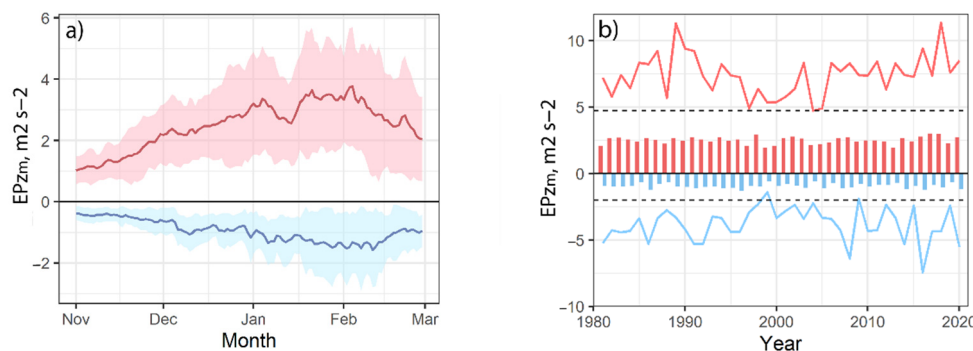 a)
EPzm, m2 s-2
6
4
2
0
−2
Nov Dec Jan Feb Mar
Month
b)
EPzm, m2 s-2
10
5
0
−5
−10
1980 1990 2000 2010 2020
Year